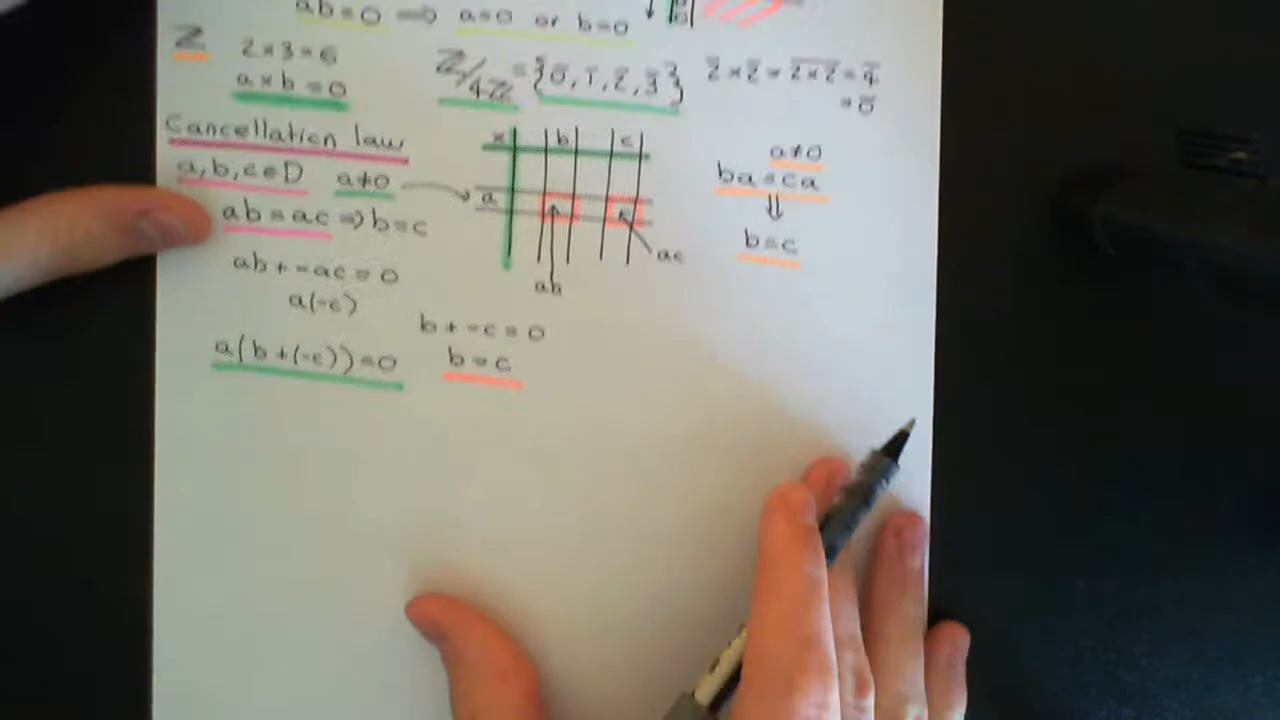 ab=0 ⟹ a=0 or b=0
ℤ 2×3=6
a×b=0
ℤ/4ℤ = {0̄, 1̄, 2̄, 3̄}
2̄×2̄ = \overline{2×2} = 4̄
=0̄
Cancellation law
a,b,c∈D a≠0
ab=ac ⇒ b=c
ab+-ac=0
a(-c)
a(b+(-c))=0
b+-c=0
b=c
× b c
a
ac
ab
a≠0
ba=ca
⇓
b=c